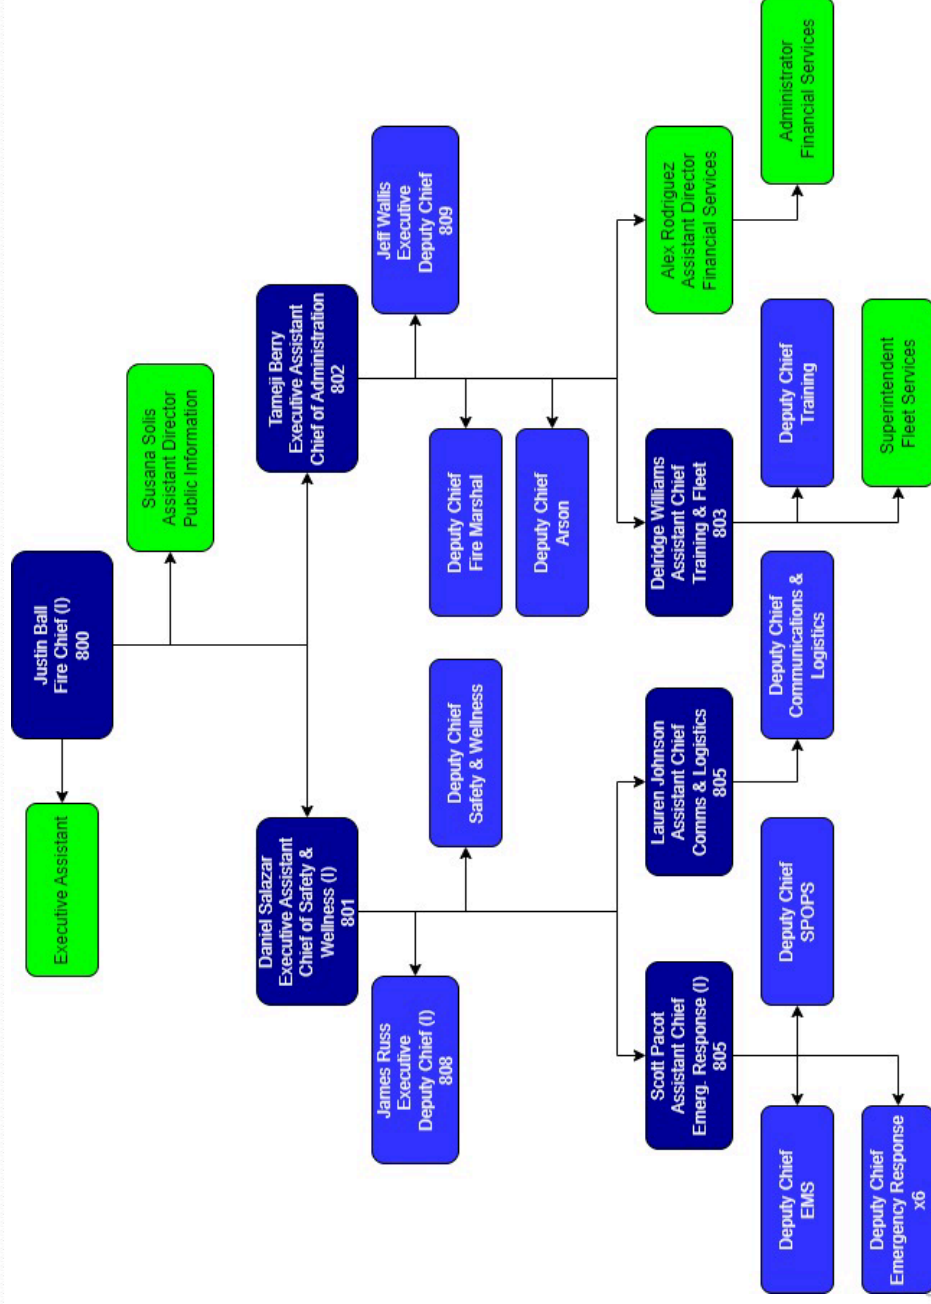 Justin Ball
Fire Chief (I)
800
Executive Assistant
Susana Solis
Assistant Director
Public Information
Daniel Salazar
Executive Assistant
Chief of Safety &
Wellness (I)
801
Tameji Berry
Executive Assistant
Chief of Administration
802
James Russ
Executive
Deputy Chief (I)
808
Jeff Wallis
Executive
Deputy Chief
809
Deputy Chief
Safety & Wellness
Deputy Chief
Fire Marshal
Deputy Chief
Arson
Scott Pacot
Assistant Chief
Emerg. Response (I)
805
Lauren Johnson
Assistant Chief
Comms & Logistics
805
Delridge Williams
Assistant Chief
Training & Fleet
803
Alex Rodriguez
Assistant Director
Financial Services
Deputy Chief
EMS
Deputy Chief
SPOPS
Deputy Chief
Communications &
Logistics
Deputy Chief
Training
Administrator
Financial Services
Deputy Chief
Emergency Response
x6
Superintendent
Fleet Services